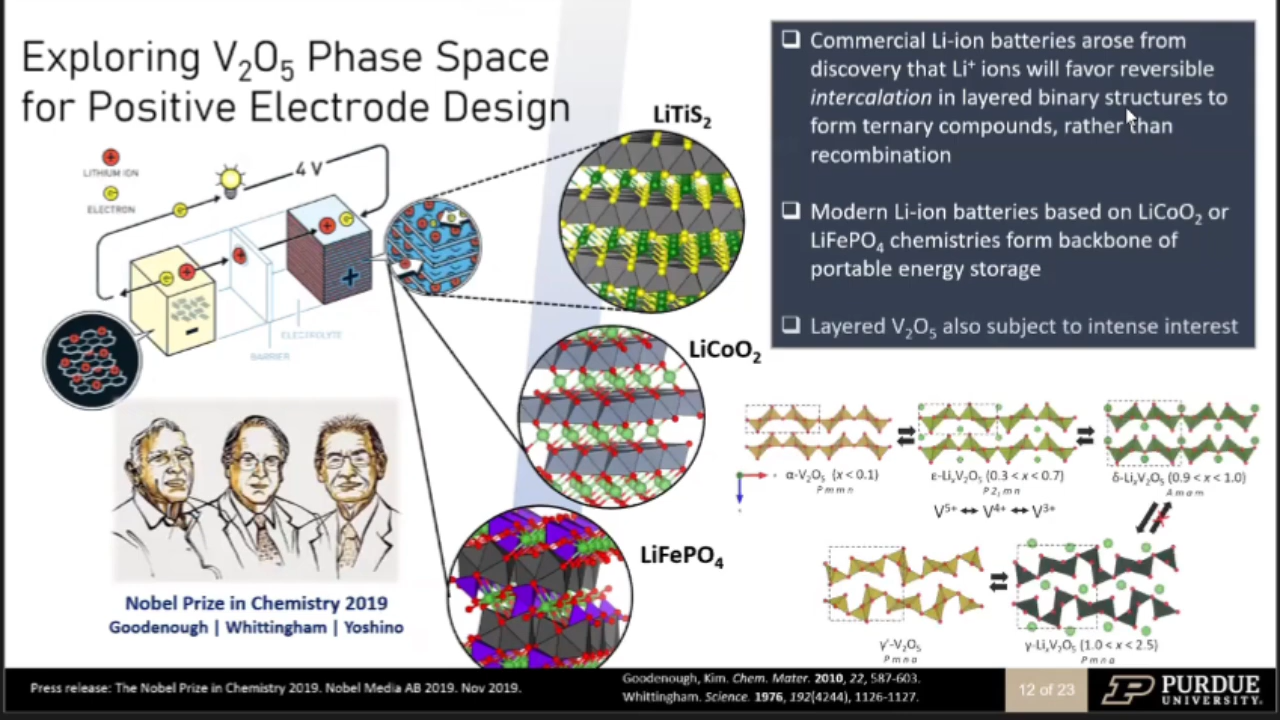 Exploring V₂O₅ Phase Space
for Positive Electrode Design
LITHIUM ION
ELECTRON
4 V
ELECTROLYTE
BARRIER
LiTiS₂
LiCoO₂
LiFePO₄
Nobel Prize in Chemistry 2019
Goodenough | Whittingham | Yoshino
❑ Commercial Li-ion batteries arose from
discovery that Li⁺ ions will favor reversible
intercalation in layered binary structures to
form ternary compounds, rather than
recombination
❑ Modern Li-ion batteries based on LiCoO₂ or
LiFePO₄ chemistries form backbone of
portable energy storage
❑ Layered V₂O₅ also subject to intense interest
α-V₂O₅ (x < 0.1)
Pmmn
ε-LiₓV₂O₅ (0.3 < x < 0.7)
P2₁mn
δ-LiₓV₂O₅ (0.9 < x < 1.0)
Amam
V⁵⁺ ↔ V⁴⁺ ↔ V³⁺
γ'-V₂O₅
Pmna
γ-LiₓV₂O₅ (1.0 < x < 2.5)
Pmna
Press release: The Nobel Prize in Chemistry 2019. Nobel Media AB 2019. Nov 2019.
Goodenough, Kim. Chem. Mater. 2010, 22, 587-603.
Whittingham. Science. 1976, 192(4244), 1126-1127.
12 of 23
PURDUE
UNIVERSITY.